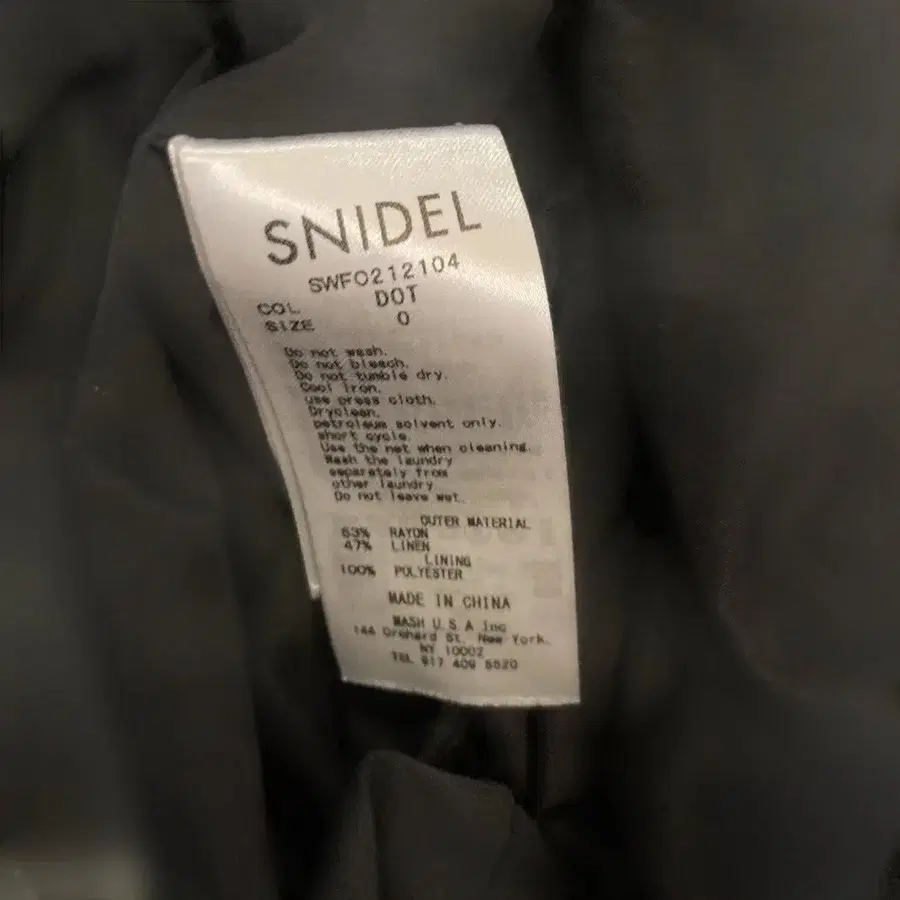 SNIDEL
SWFO212104
COL. DOT
SIZE 0
Do not wash.
Do not bleach.
Do not tumble dry.
Cool Iron.
use press cloth.
Dryclean.
petroleum solvent only.
short cycle.
Use the net when cleaning.
Wash the laundry
separately from
other laundry.
Do not leave wet.
OUTER MATERIAL
53% RAYON
47% LINEN
LINING
100% POLYESTER
MADE IN CHINA
MASH U.S.A Inc
144 Orchard St. New York.
NY 10002
TEL 917 409 5520